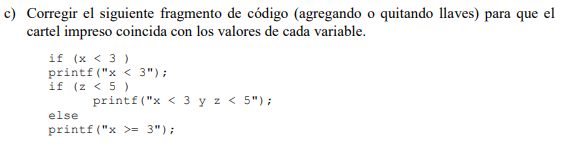 c) Corregir el siguiente fragmento de código (agregando o quitando llaves) para que el
cartel impreso coincida con los valores de cada variable.
if (x < 3 )
printf("x < 3");
if (z < 5 )
printf("x < 3 y z < 5");
else
printf("x >= 3");